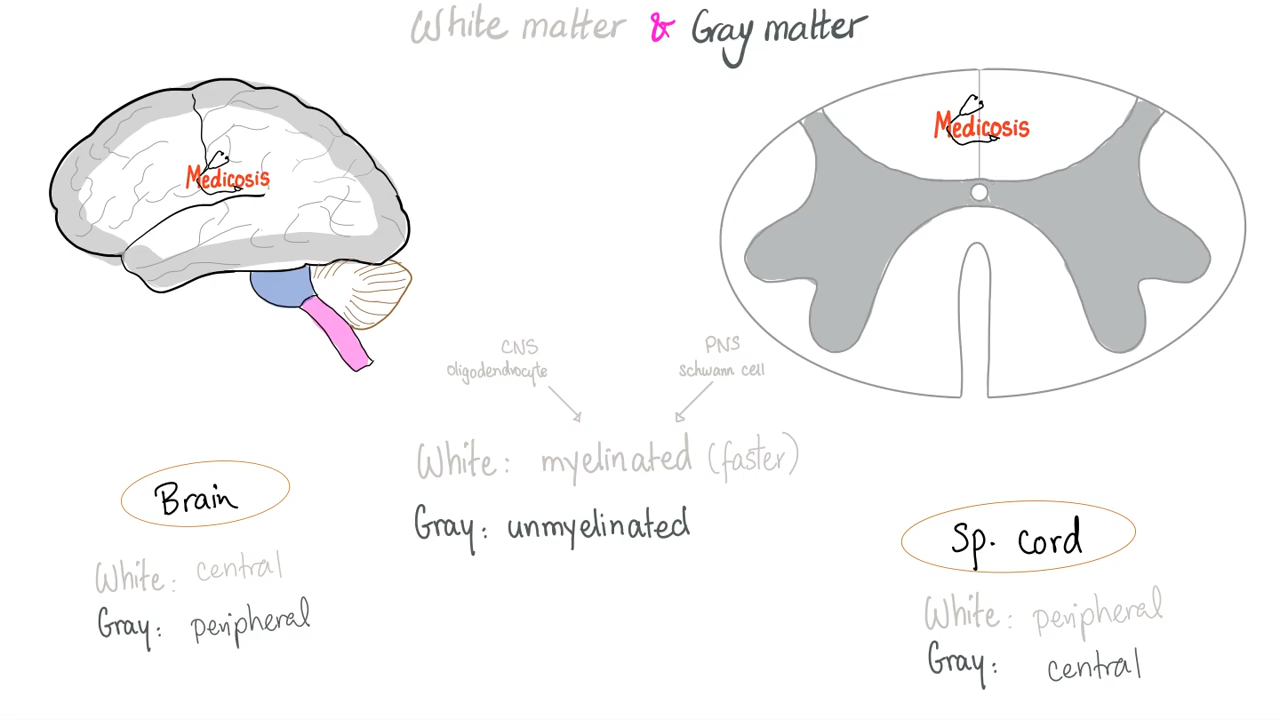 White matter & Gray matter
Medicosis
Medicosis
CNS
oligodendrocyte
PNS
schwann cell
White: myelinated (faster)
Gray: unmyelinated
Brain
White: central
Gray: peripheral
Sp. cord
White: peripheral
Gray: central